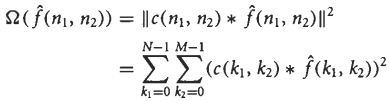 Ω(f̂(n₁, n₂)) = ‖c(n₁, n₂) * f̂(n₁, n₂)‖²
= ∑_{k₁=0}^{N−1} ∑_{k₂=0}^{M−1} (c(k₁, k₂) * f̂(k₁, k₂))²